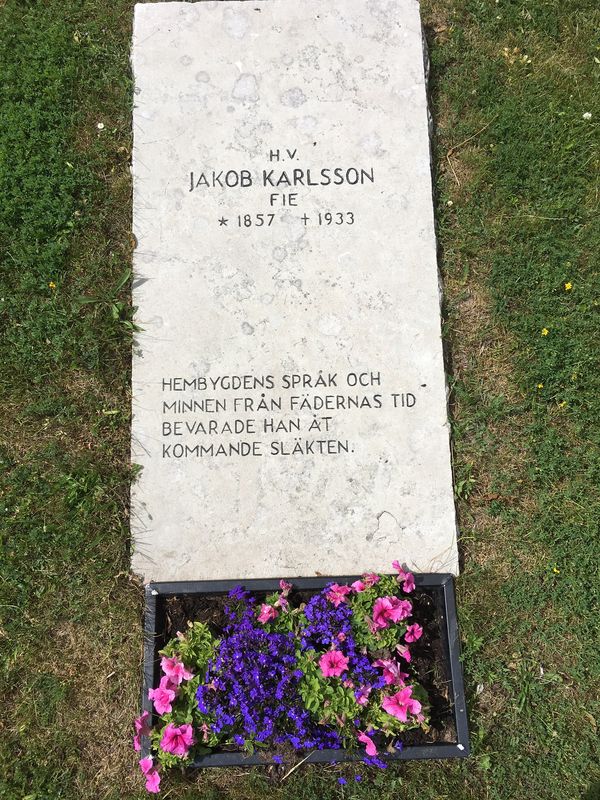 H.V.
JAKOB KARLSSON
FIE
* 1857 † 1933
HEMBYGDENS SPRÅK OCH
MINNEN FRÅN FÄDERNAS TID
BEVARADE HAN ÅT
KOMMANDE SLÄKTEN.